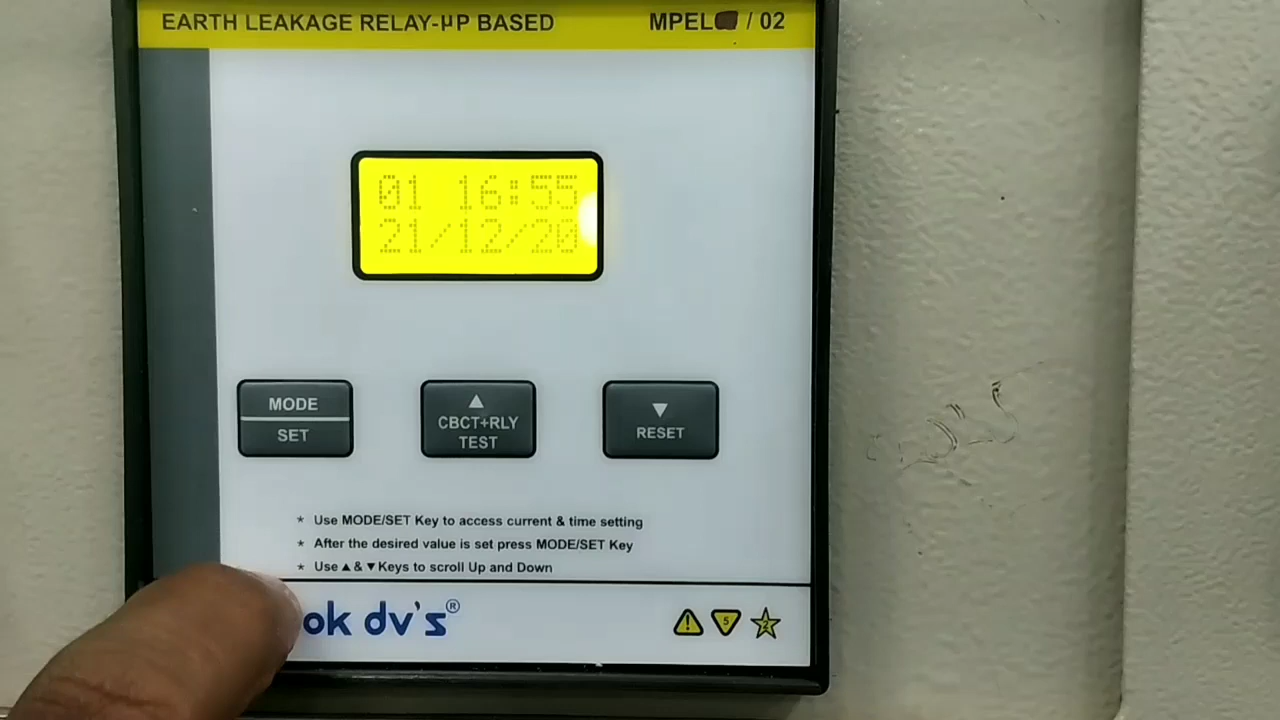 EARTH LEAKAGE RELAY-µP BASED
MPEL / 02
01 16:55
21/12/20
MODE
SET
▲
CBCT+RLY
TEST
▼
RESET
* Use MODE/SET Key to access current & time setting
* After the desired value is set press MODE/SET Key
* Use ▲ & ▼ Keys to scroll Up and Down
ok dv's®
! 5 2